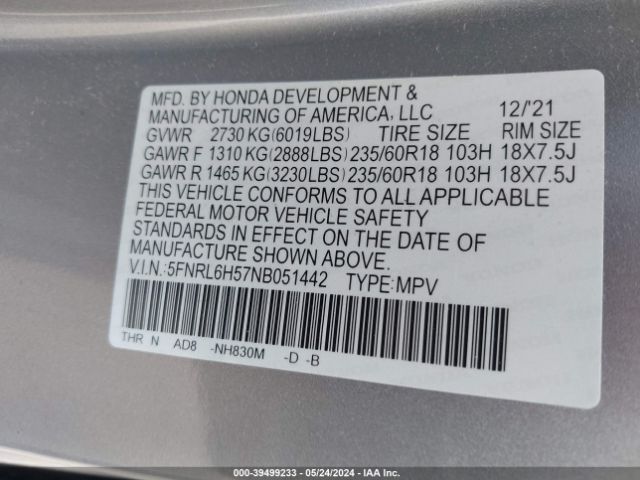 MFD. BY HONDA DEVELOPMENT &
MANUFACTURING OF AMERICA, LLC 12/'21
GVWR 2730 KG(6019LBS) TIRE SIZE RIM SIZE
GAWR F 1310 KG(2888LBS) 235/60R18 103H 18X7.5J
GAWR R 1465 KG(3230LBS) 235/60R18 103H 18X7.5J
THIS VEHICLE CONFORMS TO ALL APPLICABLE
FEDERAL MOTOR VEHICLE SAFETY
STANDARDS IN EFFECT ON THE DATE OF
MANUFACTURE SHOWN ABOVE.
V.I.N.:5FNRL6H57NB051442 TYPE:MPV
THR N AD8 -NH830M -D -B
000-39499233 - 05/24/2024 - IAAI.COM